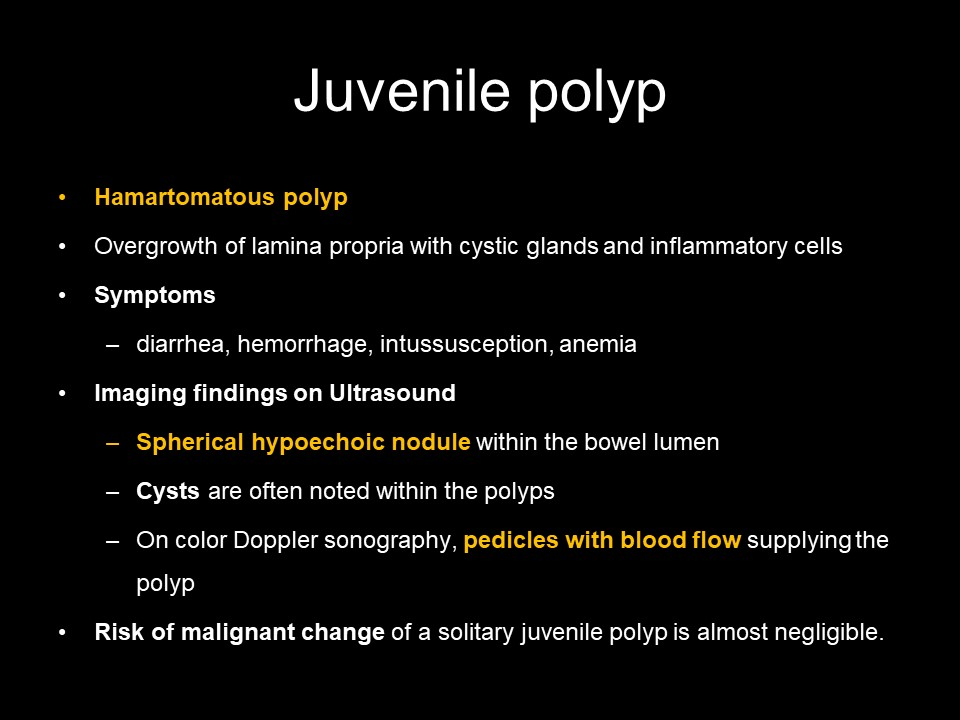 Juvenile polyp
• Hamartomatous polyp
• Overgrowth of lamina propria with cystic glands and inflammatory cells
• Symptoms
– diarrhea, hemorrhage, intussusception, anemia
• Imaging findings on Ultrasound
– Spherical hypoechoic nodule within the bowel lumen
– Cysts are often noted within the polyps
– On color Doppler sonography, pedicles with blood flow supplying the
polyp
• Risk of malignant change of a solitary juvenile polyp is almost negligible.